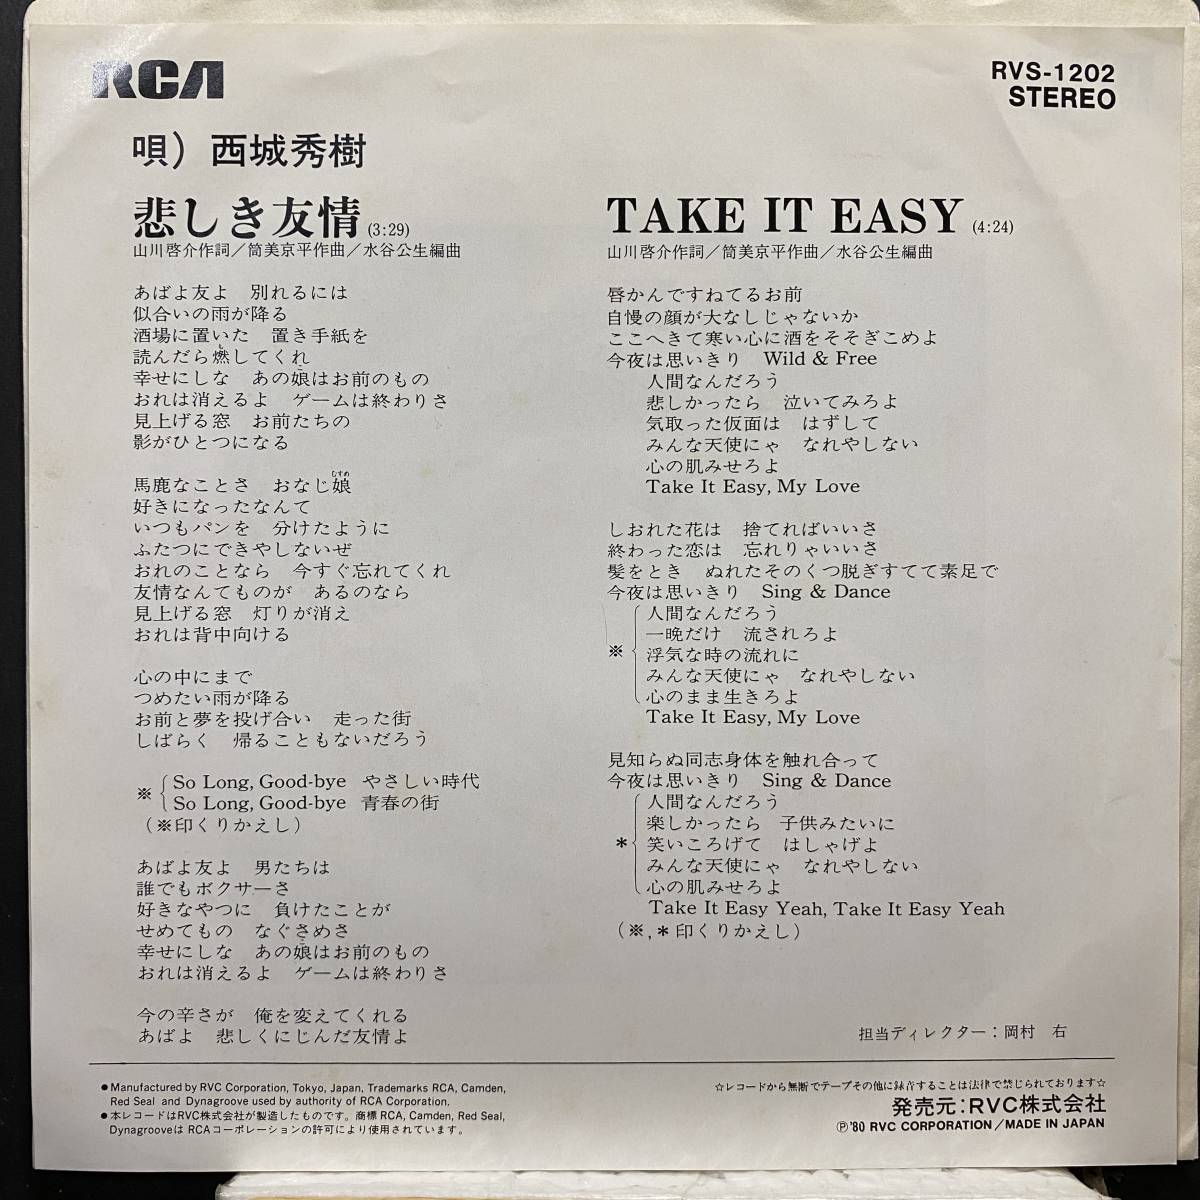 RCA
RVS-1202
STEREO
唄）西城秀樹
悲しき友情(3:29)
山川啓介作詞／筒美京平作曲／水谷公生編曲
あばよ友よ　別れるには
似合いの雨が降る
酒場に置いた　置き手紙を
読んだら燃してくれ
幸せにしな　あの娘はお前のもの
おれは消えるよ　ゲームは終わりさ
見上げる窓　お前たちの
影がひとつになる
馬鹿なことさ　おなじ娘
好きになったなんて
いつもパンを　分けたように
ふたつにできやしないぜ
おれのことなら　今すぐ忘れてくれ
友情なんてものが　あるのなら
見上げる窓　灯りが消え
おれは背中向ける
心の中にまで
つめたい雨が降る
お前と夢を投げ合い　走った街
しばらく　帰ることもないだろう
※ So Long, Good-bye　やさしい時代
So Long, Good-bye　青春の街
（※印くりかえし）
あばよ友よ　男たちは
誰でもボクサーさ
好きなやつに　負けたことが
せめてもの　なぐさめさ
幸せにしな　あの娘はお前のもの
おれは消えるよ　ゲームは終わりさ
今の辛さが　俺を変えてくれる
あばよ　悲しくにじんだ友情よ
TAKE IT EASY (4:24)
山川啓介作詞／筒美京平作曲／水谷公生編曲
唇かんですねてるお前
自慢の顔が大なしじゃないか
ここへきて寒い心に酒をそそぎこめよ
今夜は思いきり　Wild & Free
人間なんだろう
悲しかったら　泣いてみろよ
気取った仮面は　はずして
みんな天使にゃ　なれやしない
心の肌みせろよ
Take It Easy, My Love
しおれた花は　捨てればいいさ
終わった恋は　忘れりゃいいさ
髪をとき　ぬれたそのくつ脱ぎすてて素足で
今夜は思いきり　Sing & Dance
人間なんだろう
一晩だけ　流されろよ
※ 浮気な時の流れに
みんな天使にゃ　なれやしない
心のまま生きろよ
Take It Easy, My Love
見知らぬ同志身体を触れ合って
今夜は思いきり　Sing & Dance
人間なんだろう
楽しかったら　子供みたいに
＊ 笑いころげて　はしゃげよ
みんな天使にゃ　なれやしない
心の肌みせろよ
Take It Easy Yeah, Take It Easy Yeah
（※,＊印くりかえし）
担当ディレクター：岡村　右
●Manufactured by RVC Corporation, Tokyo, Japan, Trademarks RCA, Camden,
Red Seal and Dynagroove used by authority of RCA Corporation.
●本レコードはRVC株式会社が製造したものです。商標RCA, Camden, Red Seal,
DynagrooveはRCAコーポレーションの許可により使用されています。
☆レコードから無断でテープその他に録音することは法律で禁じられております☆
発売元：RVC株式会社
Ⓟ'80 RVC CORPORATION／MADE IN JAPAN